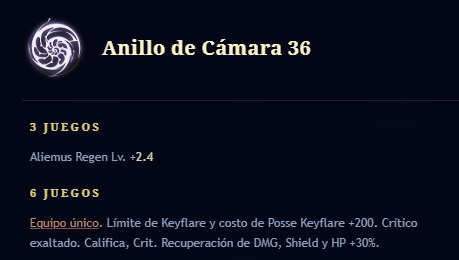 Anillo de Cámara 36
3 JUEGOS
Aliemus Regen Lv. +2.4
6 JUEGOS
Equipo único. Límite de Keyflare y costo de Posse Keyflare +200. Crítico
exaltado. Califica, Crit. Recuperación de DMG, Shield y HP +30%.